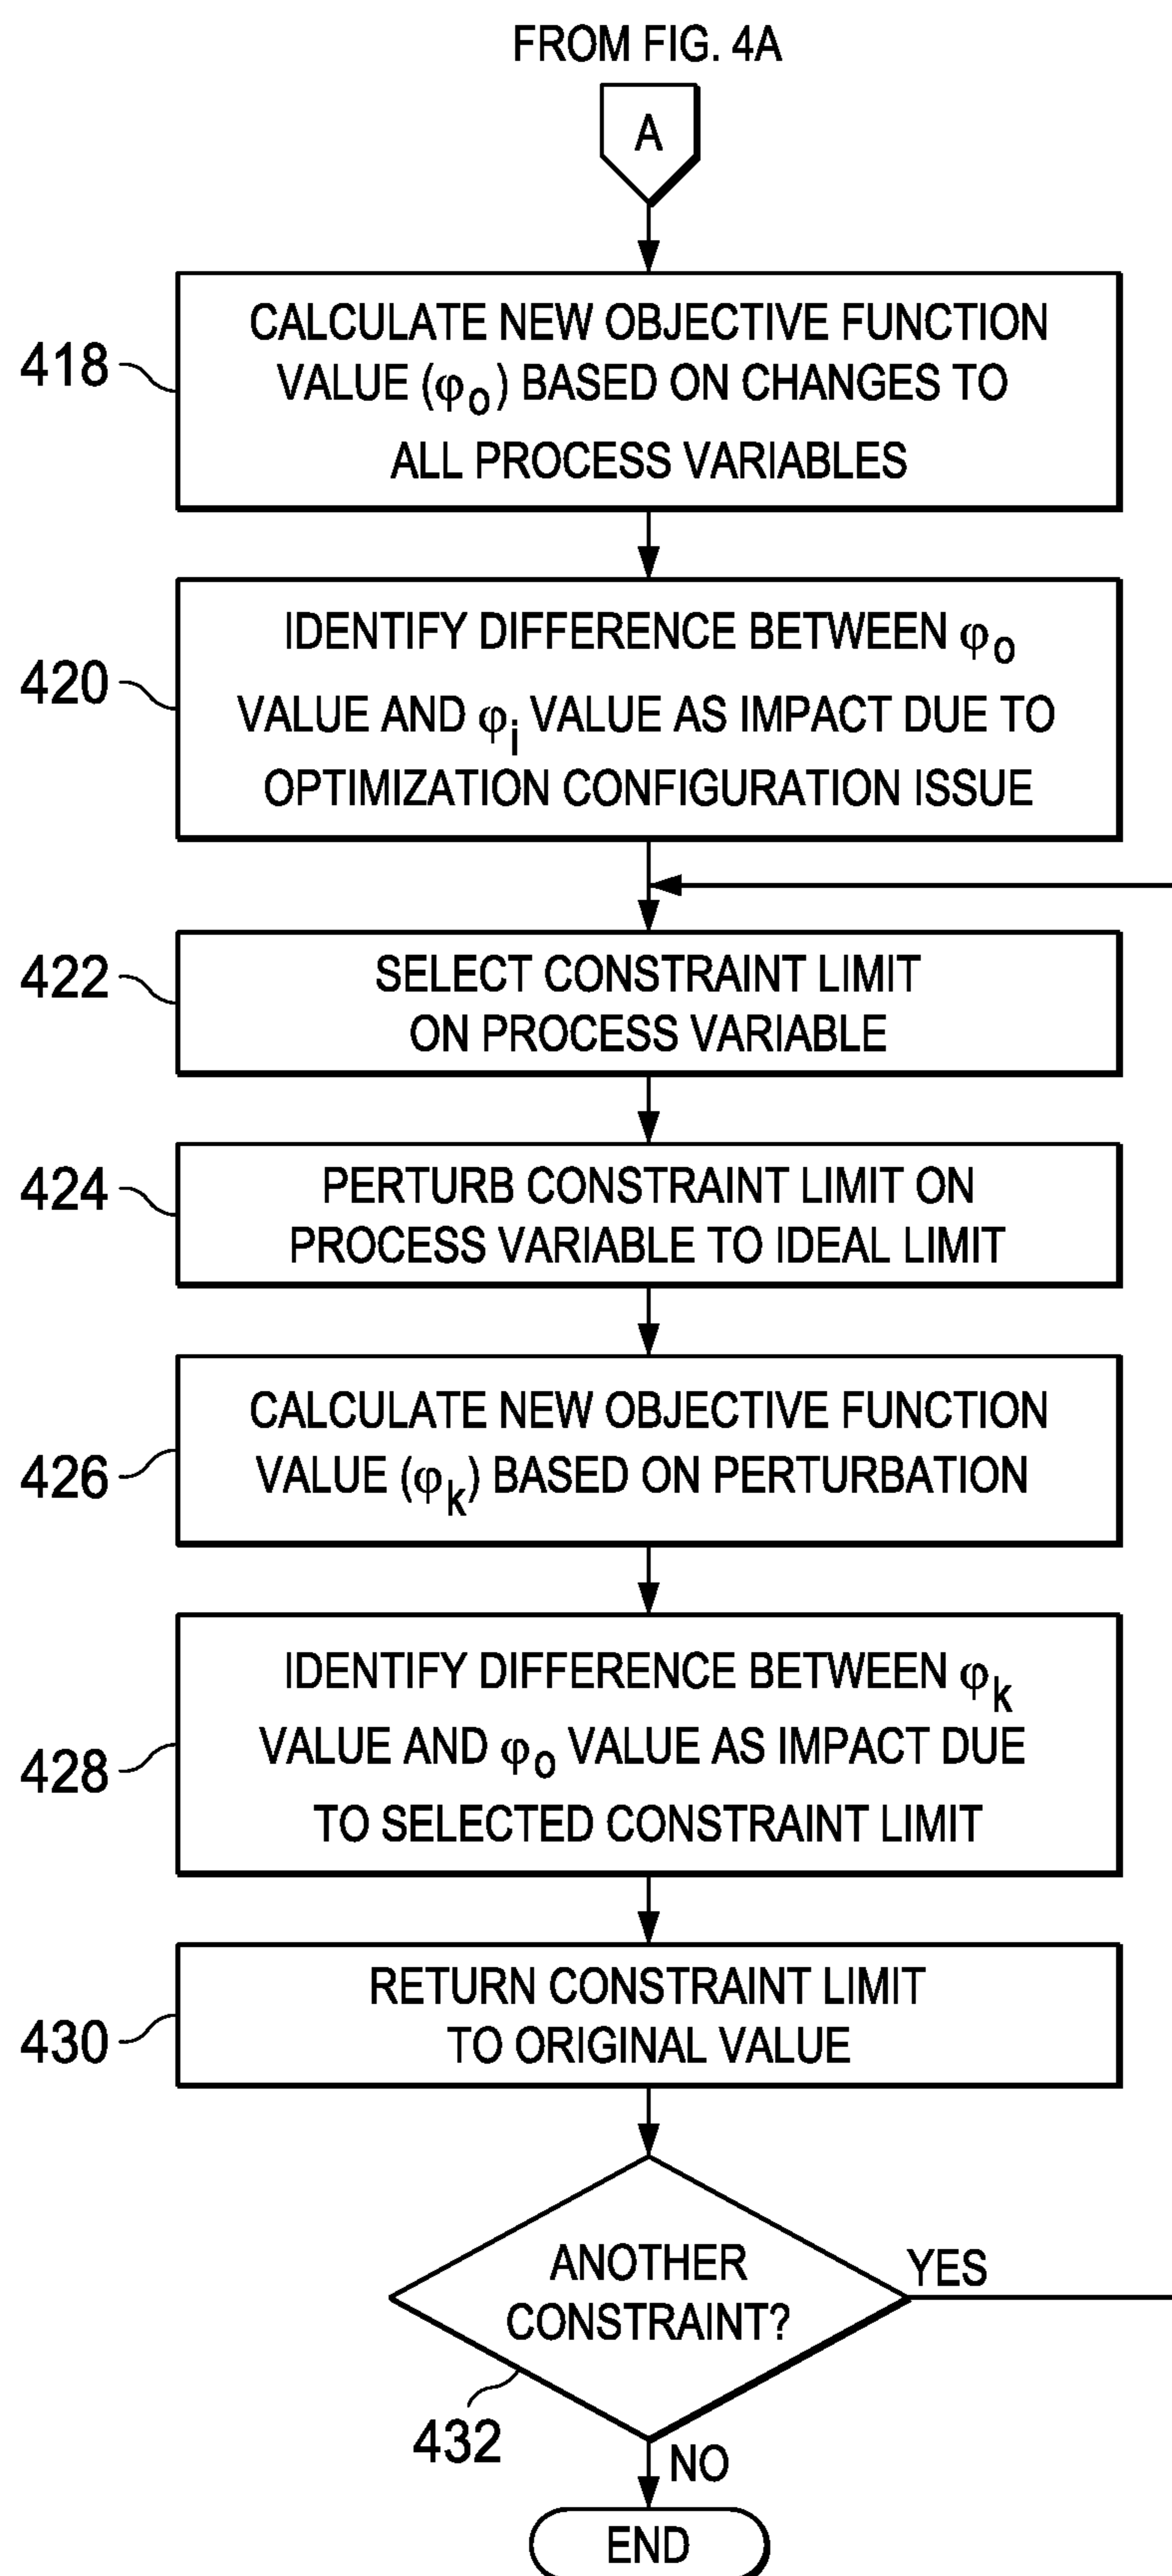 FROM FIG. 4A
A
418
CALCULATE NEW OBJECTIVE FUNCTION
VALUE (φo) BASED ON CHANGES TO
ALL PROCESS VARIABLES
420
IDENTIFY DIFFERENCE BETWEEN φo
VALUE AND φi VALUE AS IMPACT DUE TO
OPTIMIZATION CONFIGURATION ISSUE
422
SELECT CONSTRAINT LIMIT
ON PROCESS VARIABLE
424
PERTURB CONSTRAINT LIMIT ON
PROCESS VARIABLE TO IDEAL LIMIT
426
CALCULATE NEW OBJECTIVE FUNCTION
VALUE (φk) BASED ON PERTURBATION
428
IDENTIFY DIFFERENCE BETWEEN φk
VALUE AND φo VALUE AS IMPACT DUE
TO SELECTED CONSTRAINT LIMIT
430
RETURN CONSTRAINT LIMIT
TO ORIGINAL VALUE
ANOTHER
CONSTRAINT?
YES
432
NO
END